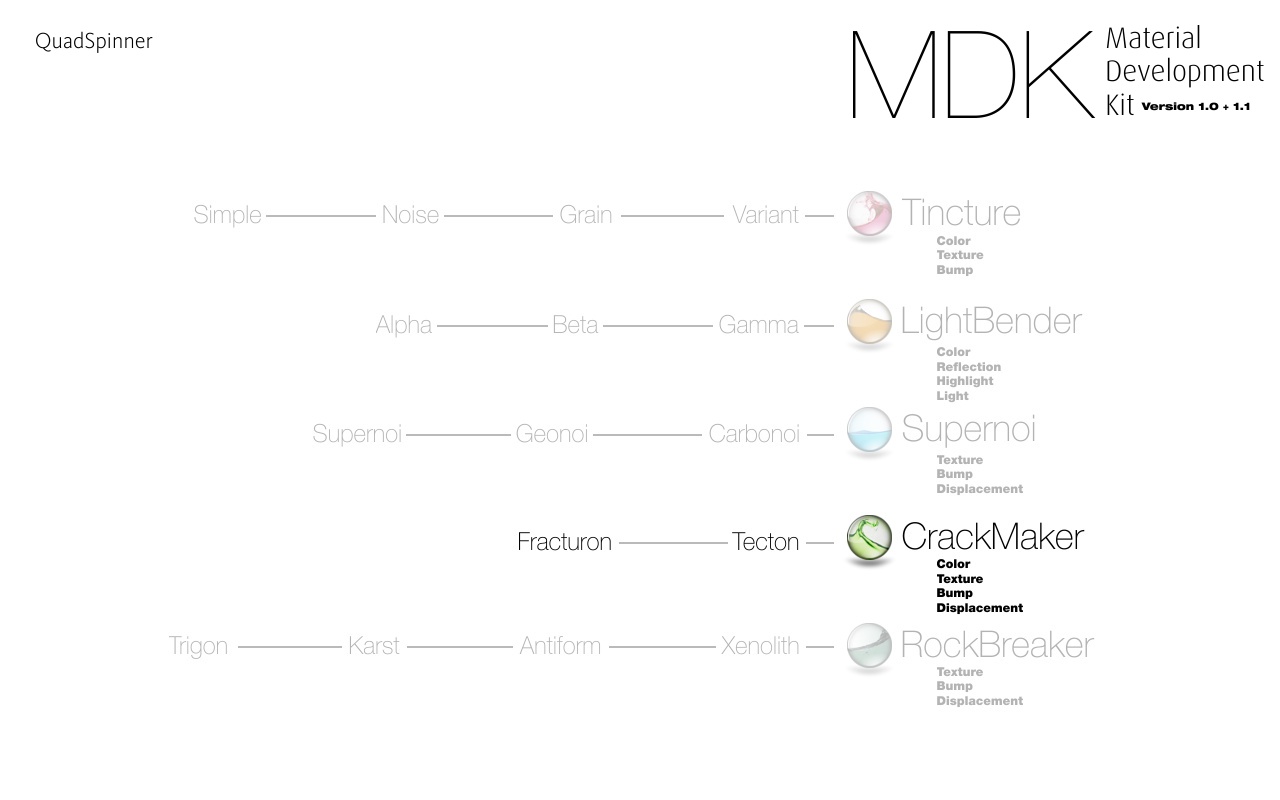 QuadSpinner
MDK
Material
Development
Kit Version 1.0 + 1.1
Simple Noise Grain Variant Tincture
Color
Texture
Bump
Alpha Beta Gamma LightBender
Color
Reflection
Highlight
Light
Supernoi Geonoi Carbonoi Supernoi
Texture
Bump
Displacement
Fracturon Tecton CrackMaker
Color
Texture
Bump
Displacement
Trigon Karst Antiform Xenolith RockBreaker
Texture
Bump
Displacement